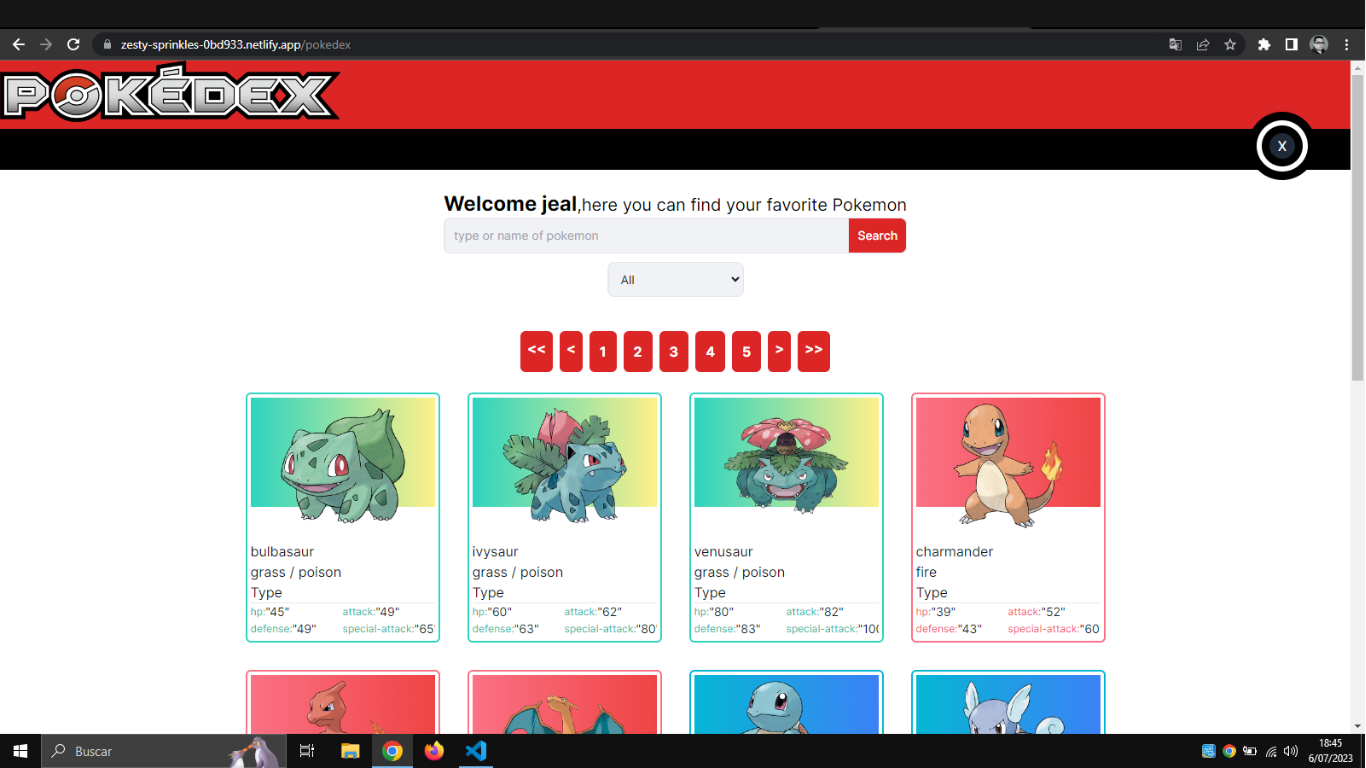 zesty-sprinkles-0bd933.netlify.app/pokedex
POKÉDEX
X
Welcome jeal,here you can find your favorite Pokemon
type or name of pokemon Search
All
<< < 1 2 3 4 5 > >>
bulbasaur ivysaur venusaur charmander
grass / poison grass / poison grass / poison fire
Type Type Type Type
hp:"45" attack:"49" hp:"60" attack:"62" hp:"80" attack:"82" hp:"39" attack:"52"
defense:"49" special-attack:"65" defense:"63" special-attack:"80" defense:"83" special-attack:"100 defense:"43" special-attack:"60
Buscar
18:45
6/07/2023